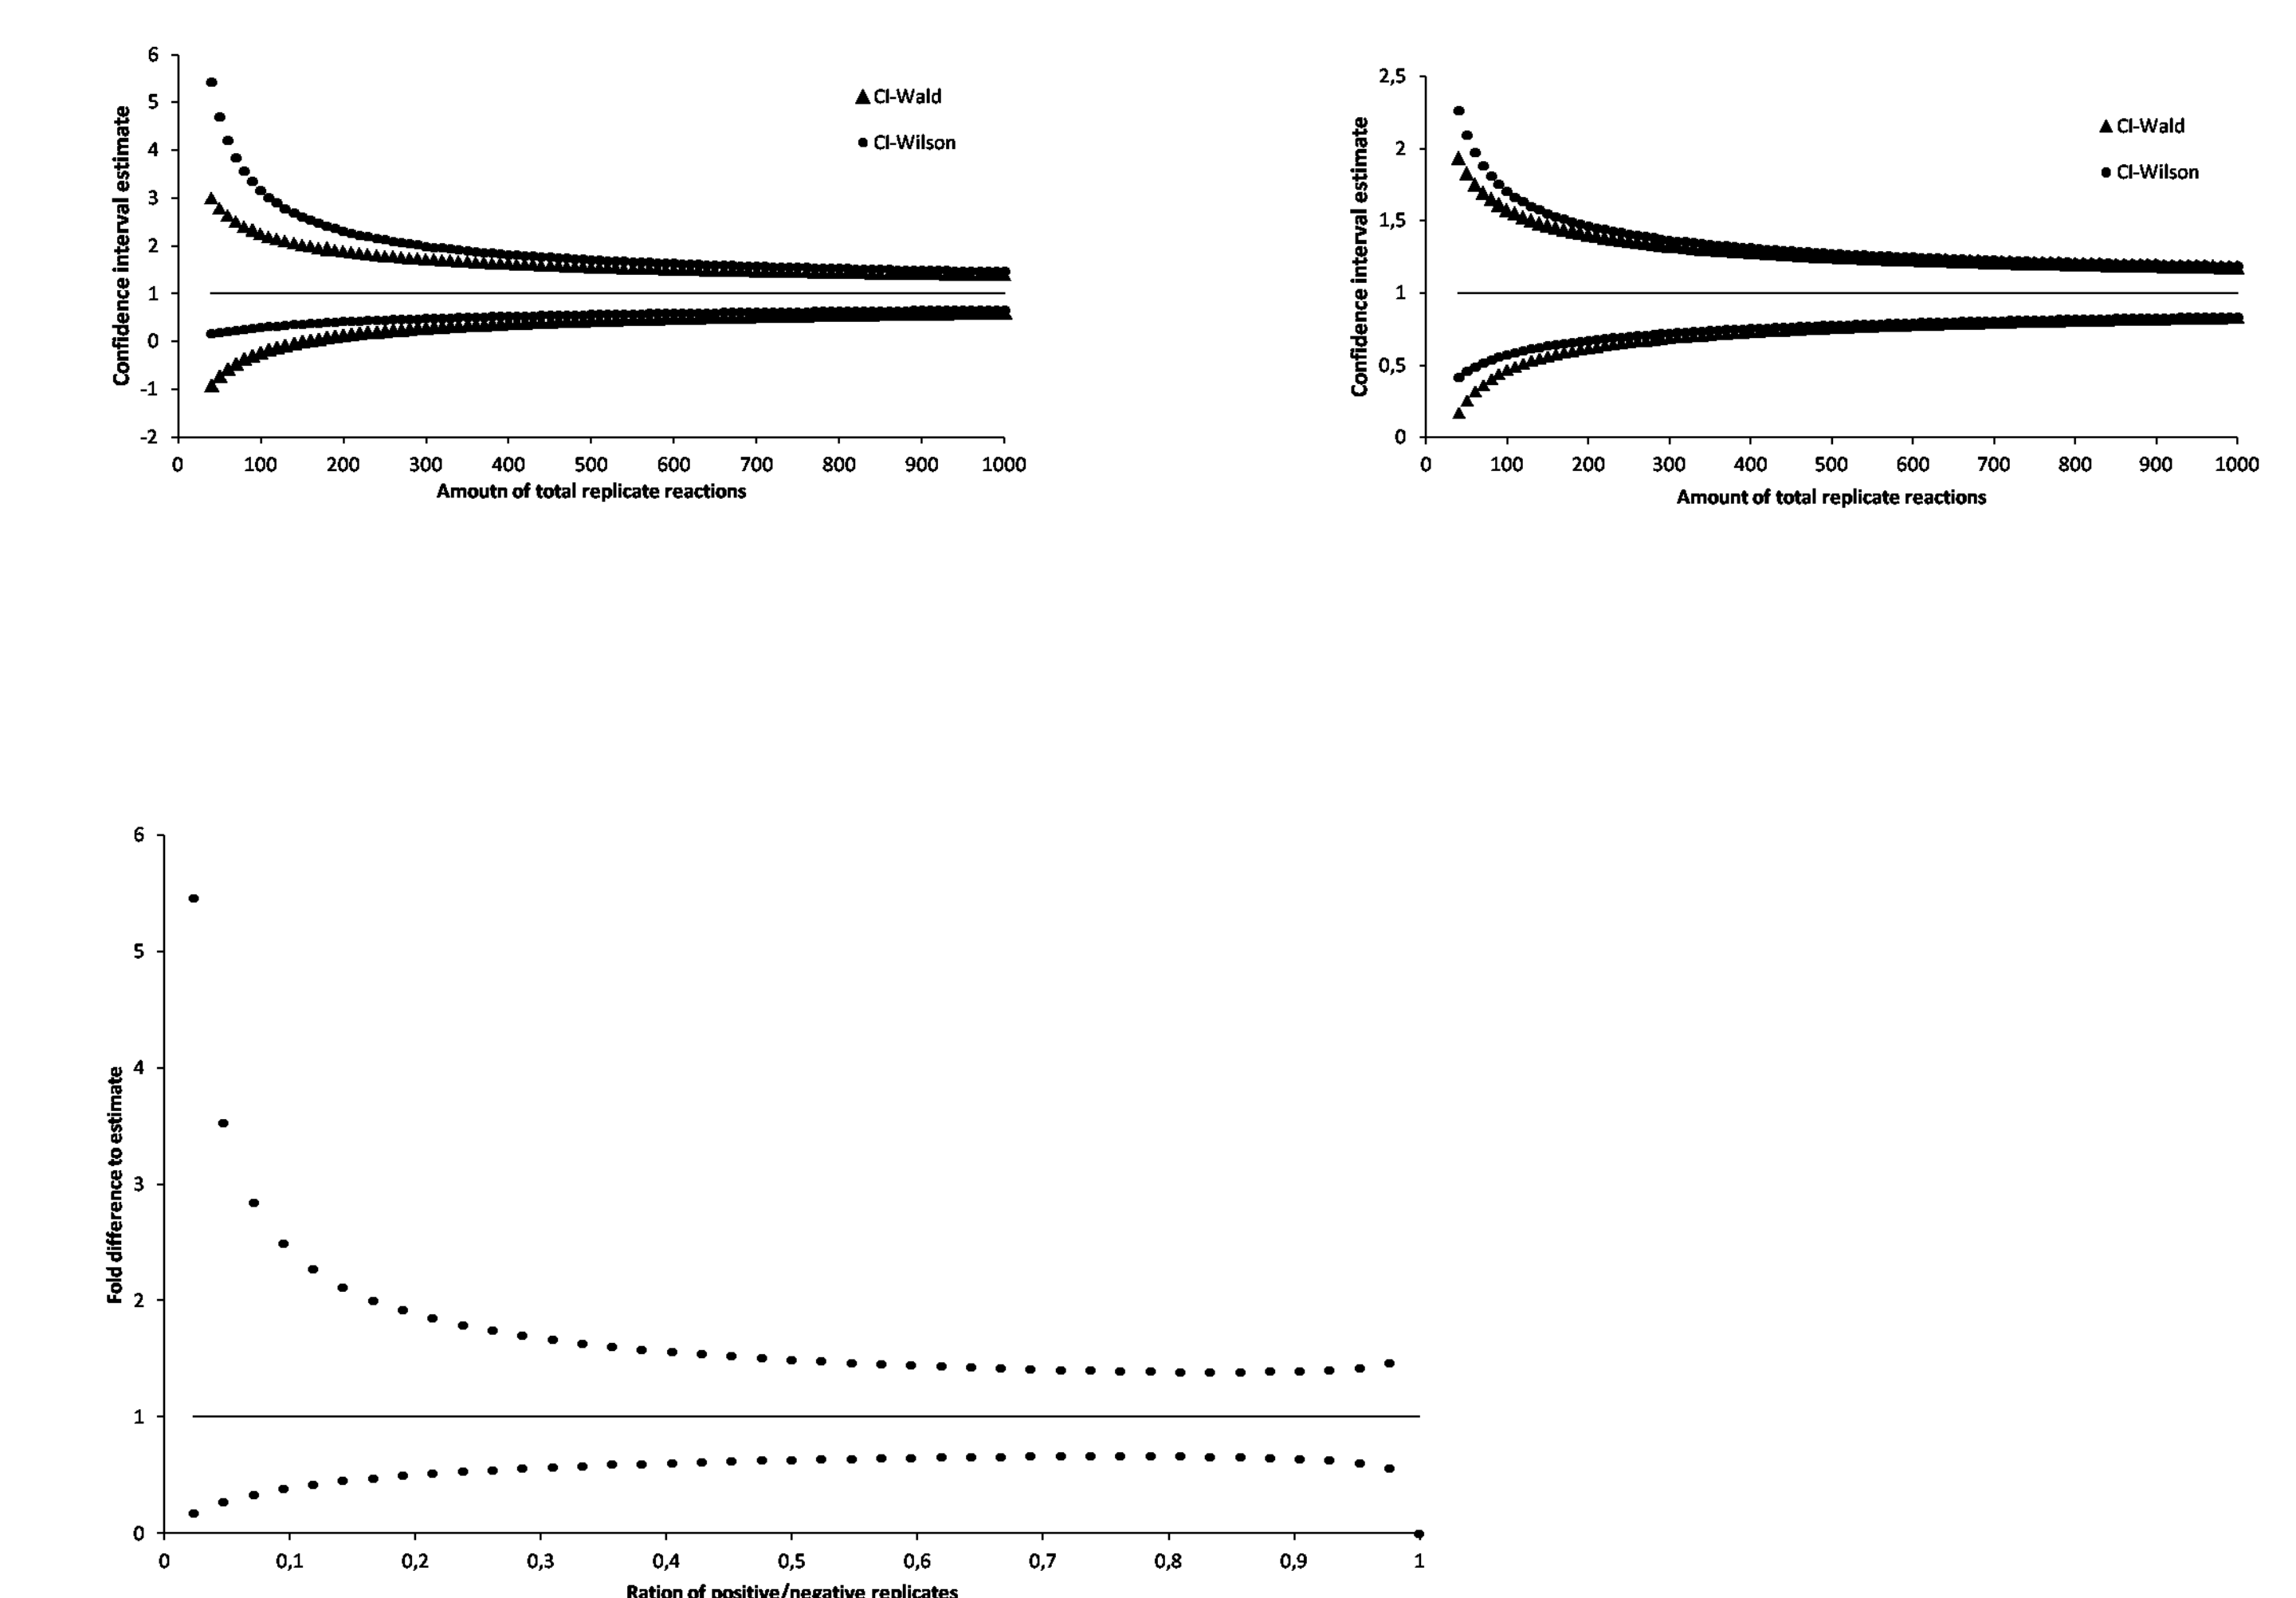 Confidence interval estimate
6
5
4
3
2
1
0
-1
-2
CI-Wald
CI-Wilson
0 100 200 300 400 500 600 700 800 900 1000
Amoutn of total replicate reactions
Confidence interval estimate
2,5
2
1,5
1
0,5
0
CI-Wald
CI-Wilson
0 100 200 300 400 500 600 700 800 900 1000
Amount of total replicate reactions
Fold difference to estimate
6
5
4
3
2
1
0
0 0,1 0,2 0,3 0,4 0,5 0,6 0,7 0,8 0,9 1
Ration of positive/negative replicates